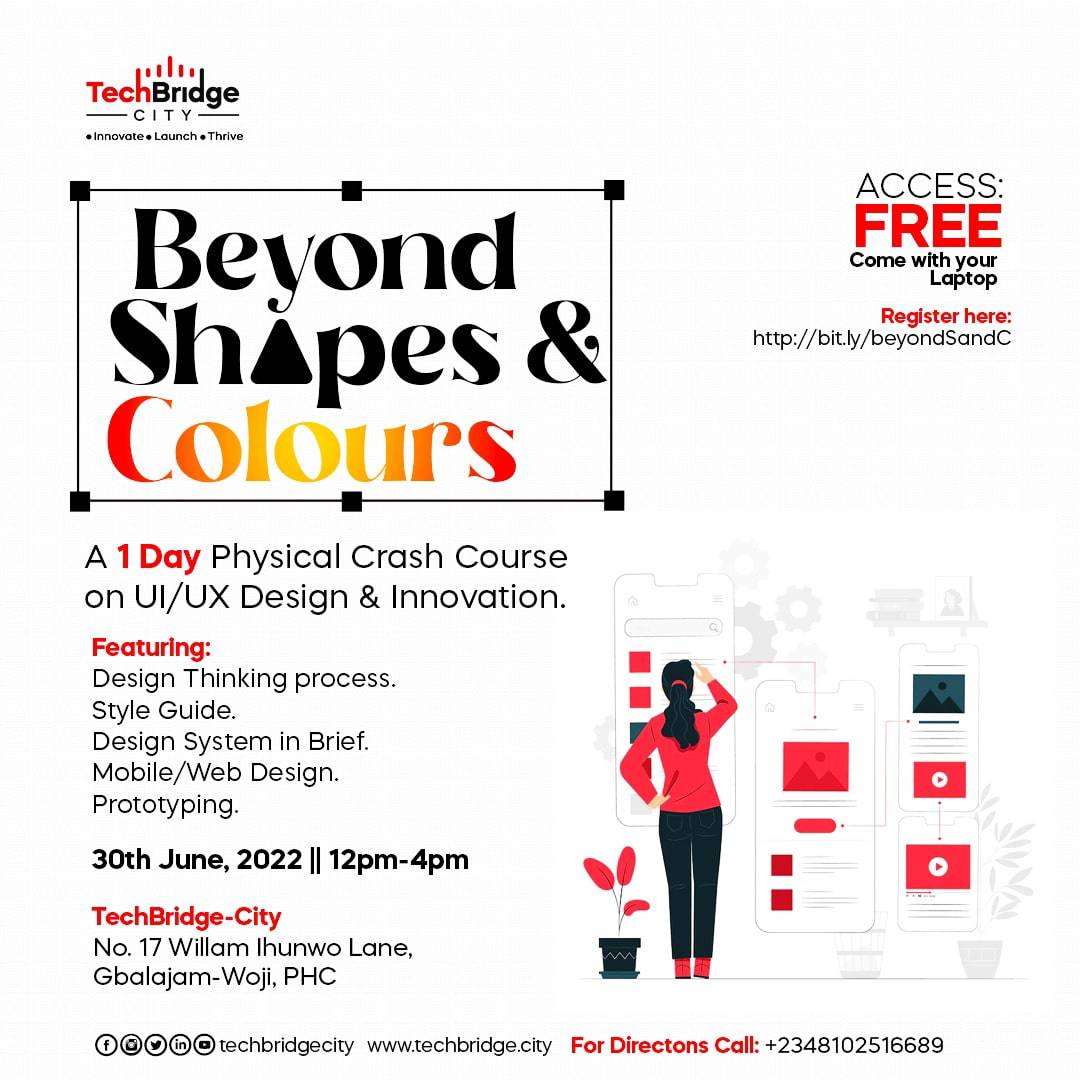 TechBridge
CITY
•Innovate •Launch •Thrive
Beyond
Shapes &
Colours
ACCESS:
FREE
Come with your
Laptop
Register here:
http://bit.ly/beyondSandC
A 1 Day Physical Crash Course
on UI/UX Design & Innovation.
Featuring:
Design Thinking process.
Style Guide.
Design System in Brief.
Mobile/Web Design.
Prototyping.
30th June, 2022 || 12pm-4pm
TechBridge-City
No. 17 Willam Ihunwo Lane,
Gbalajam-Woji, PHC
techbridgecity www.techbridge.city For Directons Call: +2348102516689